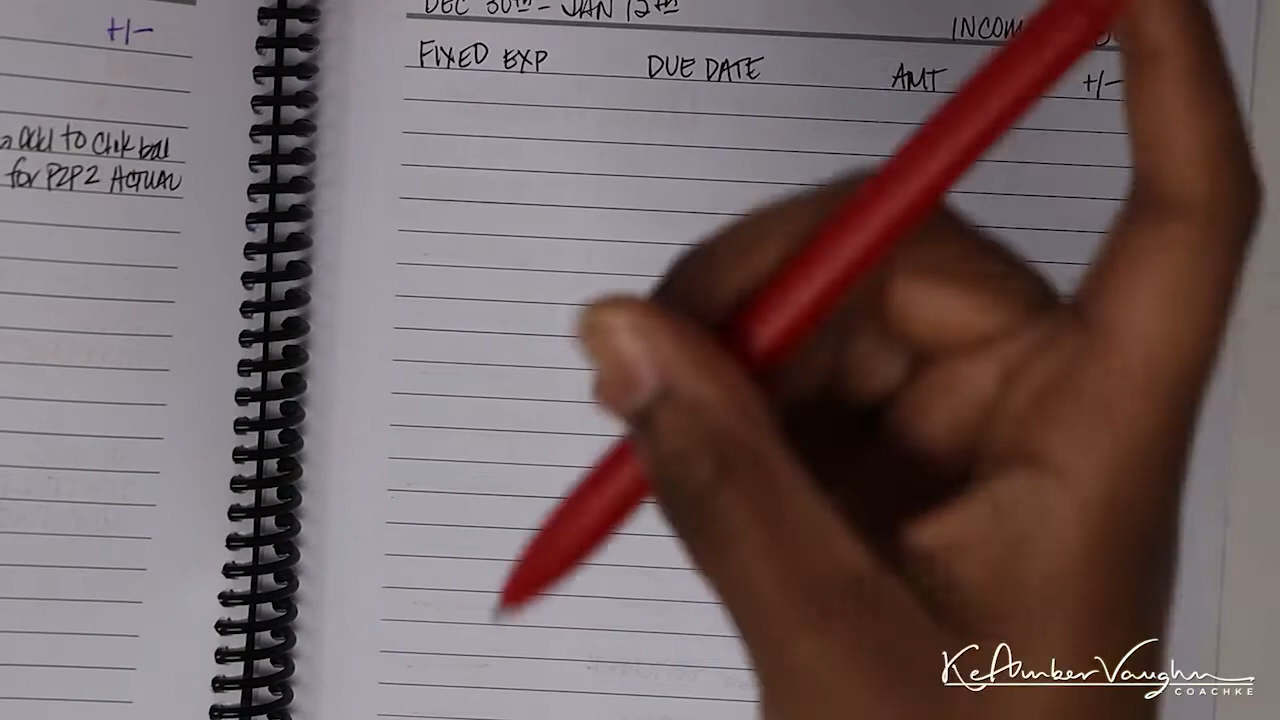 +/-
add to Clok bal
for P2P2 ACTUAL
DEC 30th - JAN 12th
INCOM
FIXED EXP DUE DATE AMT +/-
KeAmber Vaughn
COACHKE